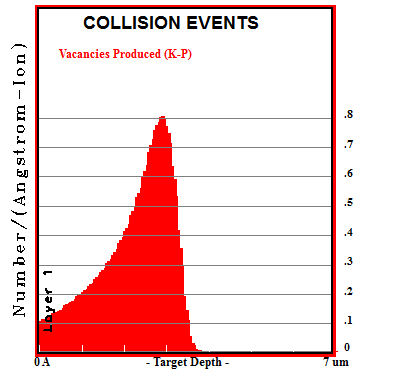 COLLISION EVENTS
Vacancies Produced (K-P)
Number/(Angstrom-Ion)
.8
.7
.6
.5
.4
.3
.2
.1
0
Layer 1
0 A
- Target Depth -
7 um